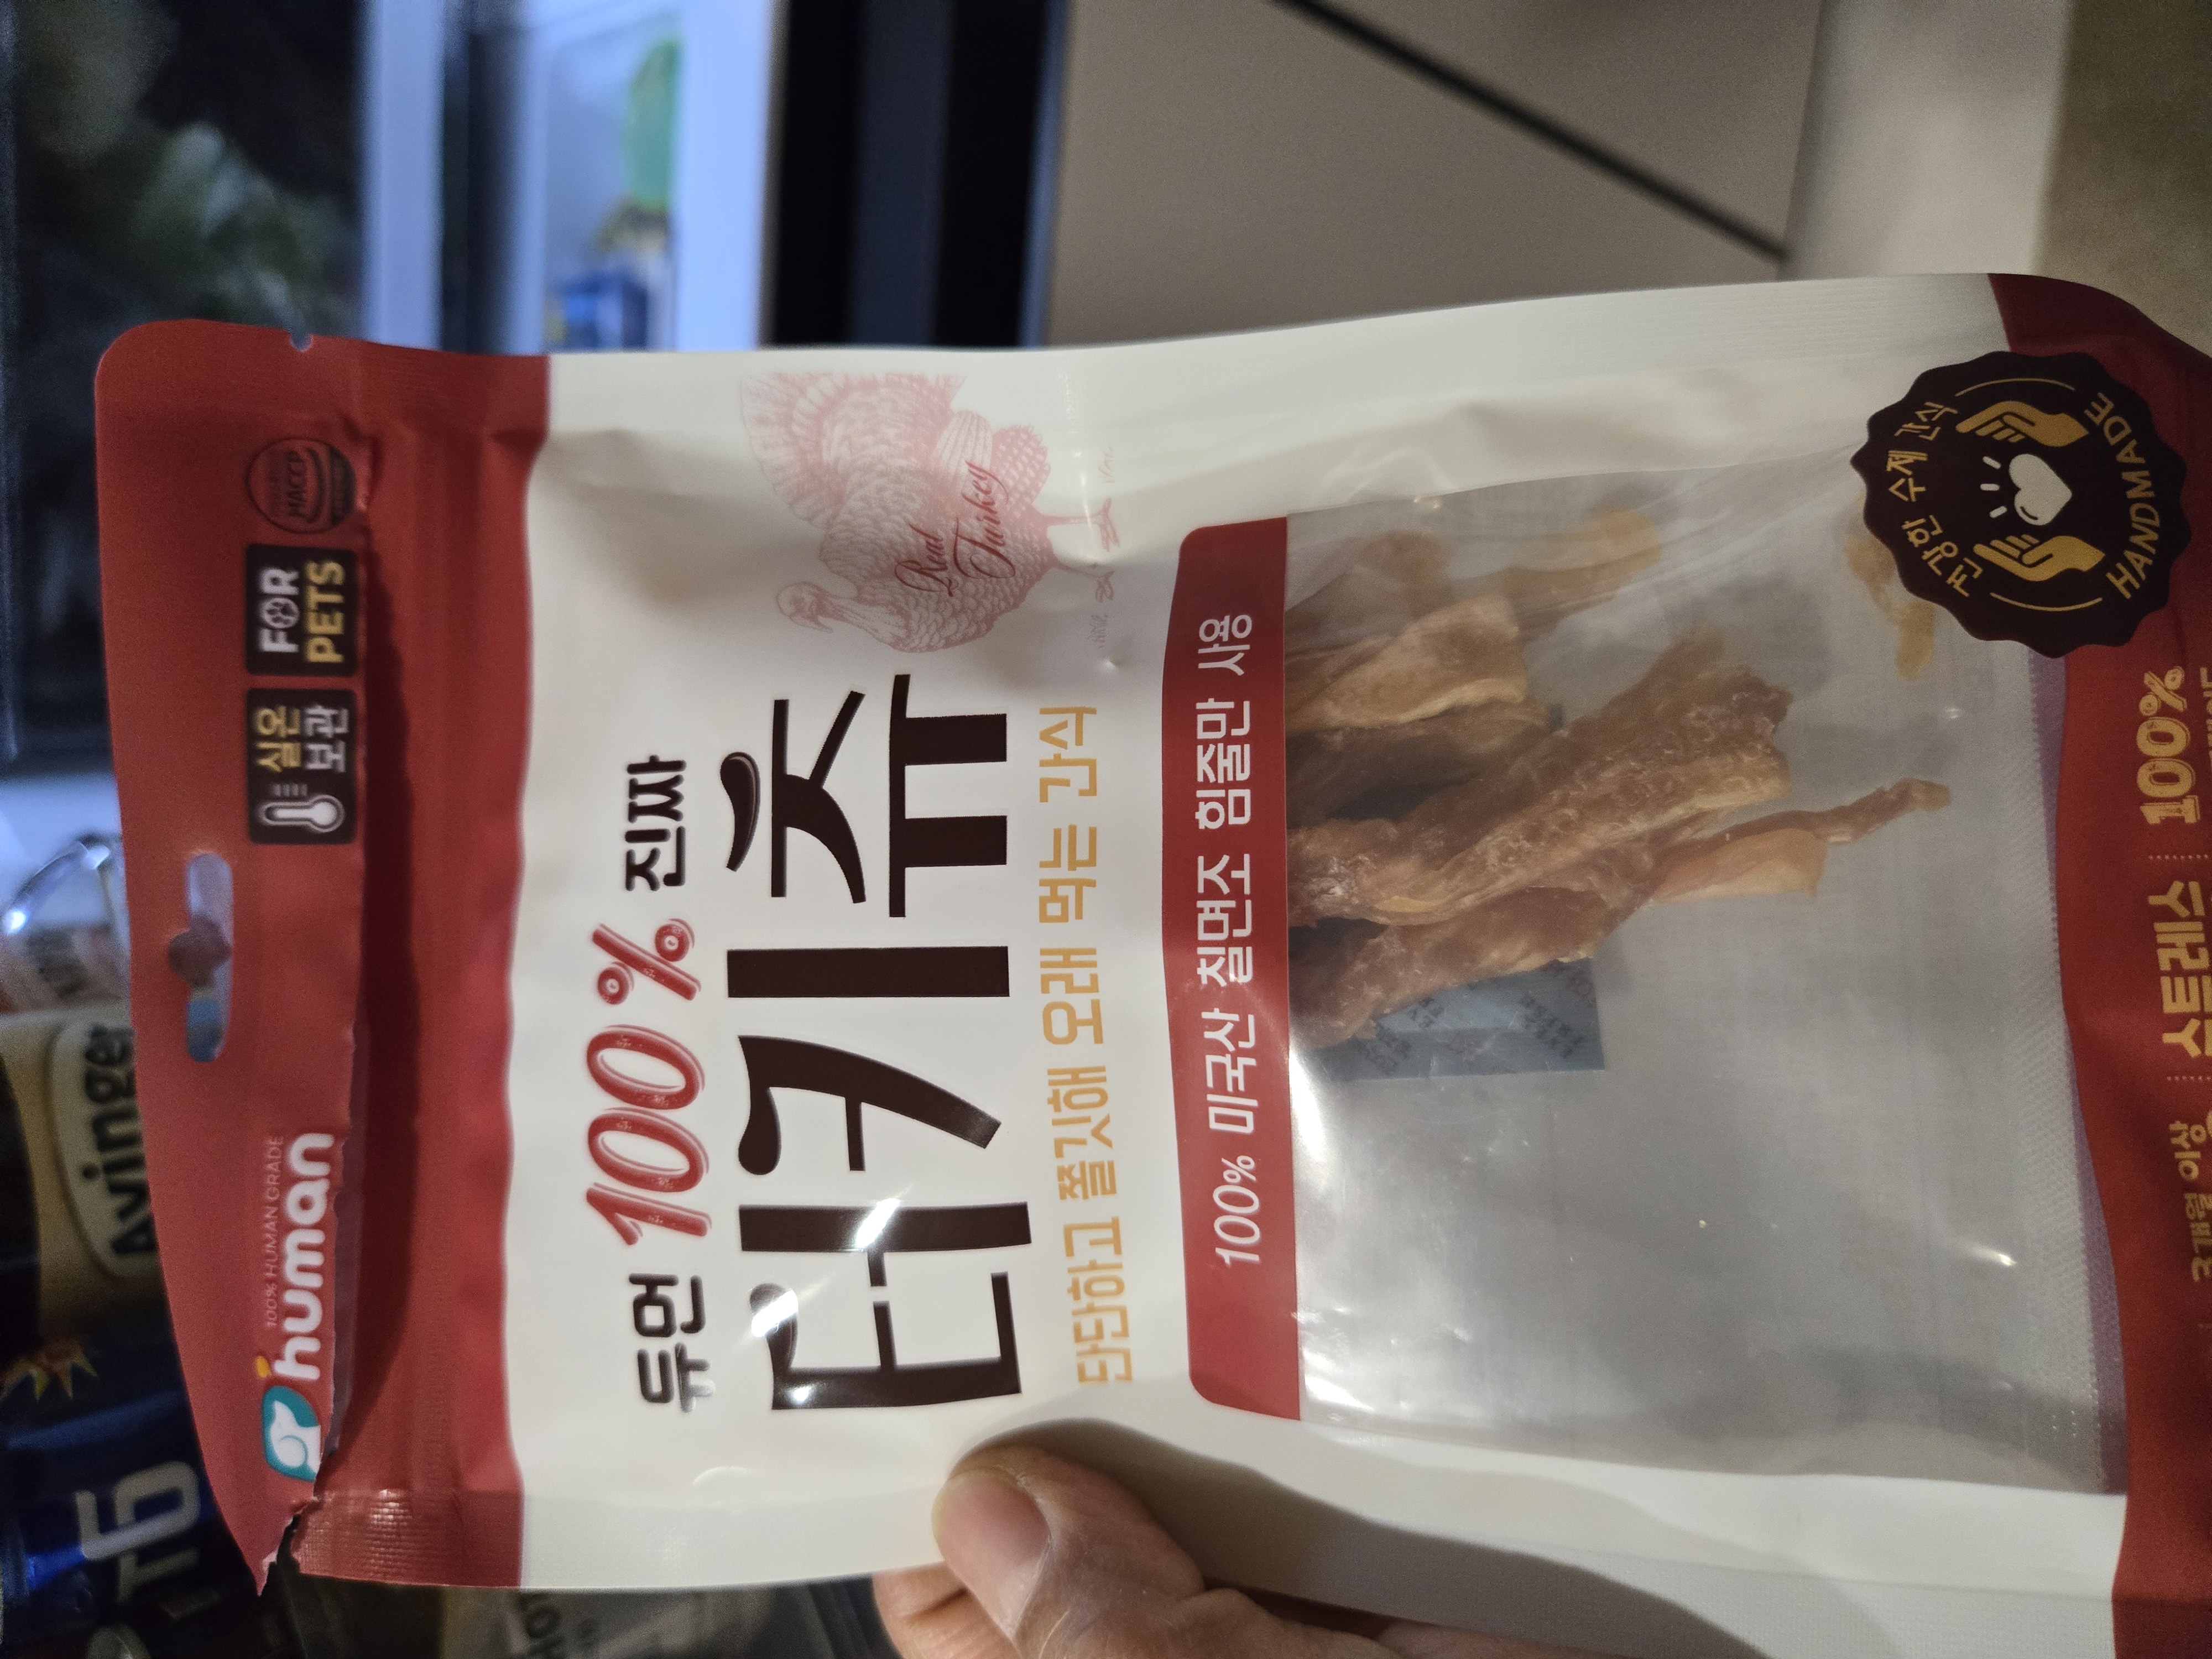 100% HUMAN GRADE
human
실온
보관
FOR
PETS
HACCP
듀먼 100% 진짜
터키츄
단단하고 쫄깃해 오래 먹는 간식
Real
Turkey
100% 미국산 칠면조 힘줄만 사용
건강한 수제 간식
HANDMADE
3개월 이상
스트레스
100%